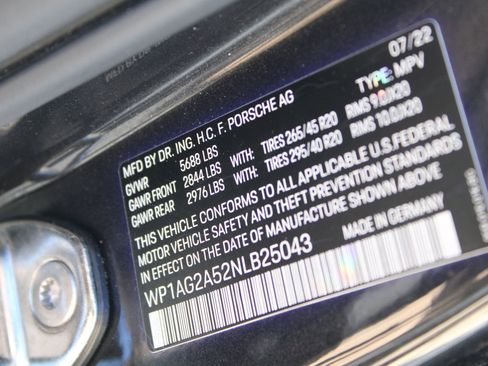 07/22
MFD BY DR. ING. H.C. F. PORSCHE AG TYPE: MPV
GVWR 5688 LBS
GAWR FRONT 2844 LBS WITH: TIRES 265/45 R20 RIMS 9.0JX20
GAWR REAR 2976 LBS WITH: TIRES 295/40 R20 RIMS 10.0JX20
THIS VEHICLE CONFORMS TO ALL APPLICABLE U.S. FEDERAL
MOTOR VEHICLE SAFETY AND THEFT PREVENTION STANDARDS
IN EFFECT ON THE DATE OF MANUFACTURE SHOWN ABOVE
WP1AG2A52NLB25043 MADE IN GERMANY